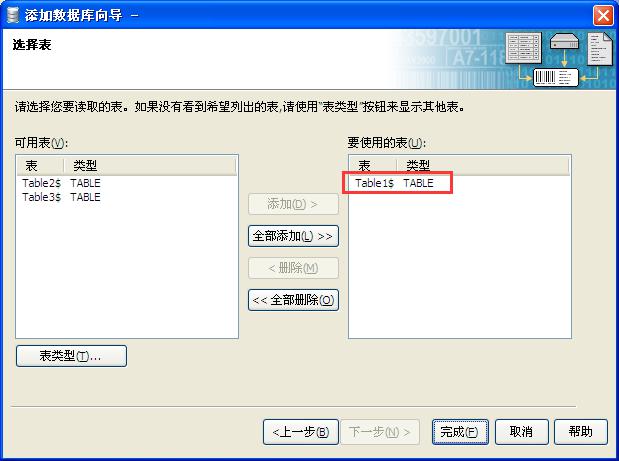 添加数据库向导 -
选择表
3597001
A7-118
请选择您要读取的表。如果没有看到希望列出的表,请使用"表类型"按钮来显示其他表。
可用表(V):
要使用的表(U):
表 类型
Table2$ TABLE
Table3$ TABLE
表 类型
Table1$ TABLE
添加(D) >
全部添加(L) >>
< 删除(M)
<< 全部删除(O)
表类型(T)...
<上一步(B)
下一步(N) >
完成(F)
取消
帮助